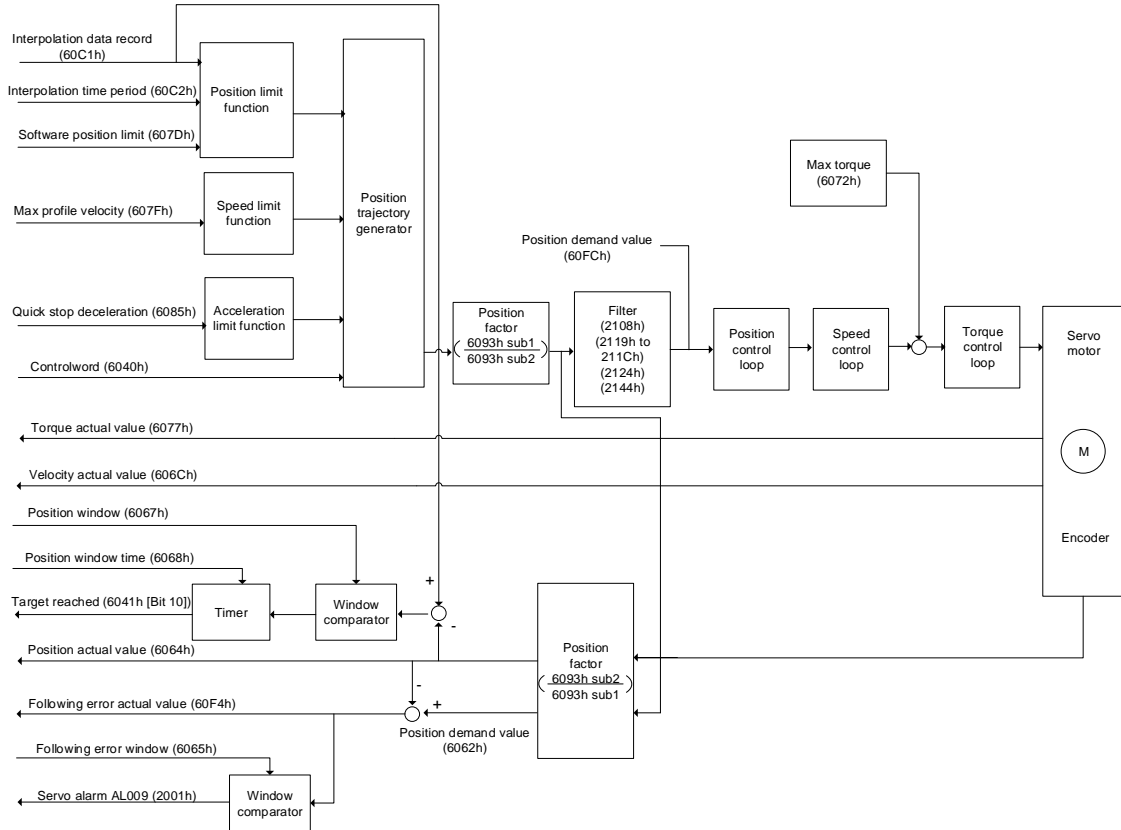 Interpolation data record
(60C1h)
Interpolation time period (60C2h)
Software position limit (607Dh)
Position limit
function
Max profile velocity (607Fh)
Speed limit
function
Quick stop deceleration (6085h)
Acceleration
limit function
Controlword (6040h)
Position
trajectory
generator
Position
factor
(6093h sub1
6093h sub2)
Filter
(2108h)
(2119h to
211Ch)
(2124h)
(2144h)
Position demand value
(60FCh)
Position
control
loop
Speed
control
loop
Max torque
(6072h)
Torque
control
loop
Servo
motor
M
Encoder
Torque actual value (6077h)
Velocity actual value (606Ch)
Position window (6067h)
Position window time (6068h)
Target reached (6041h [Bit 10])
Timer
Window
comparator
+
-
Position actual value (6064h)
-
+
Following error actual value (60F4h)
Position demand value
(6062h)
Position
factor
(6093h sub2
6093h sub1)
Following error window (6065h)
Servo alarm AL009 (2001h)
Window
comparator